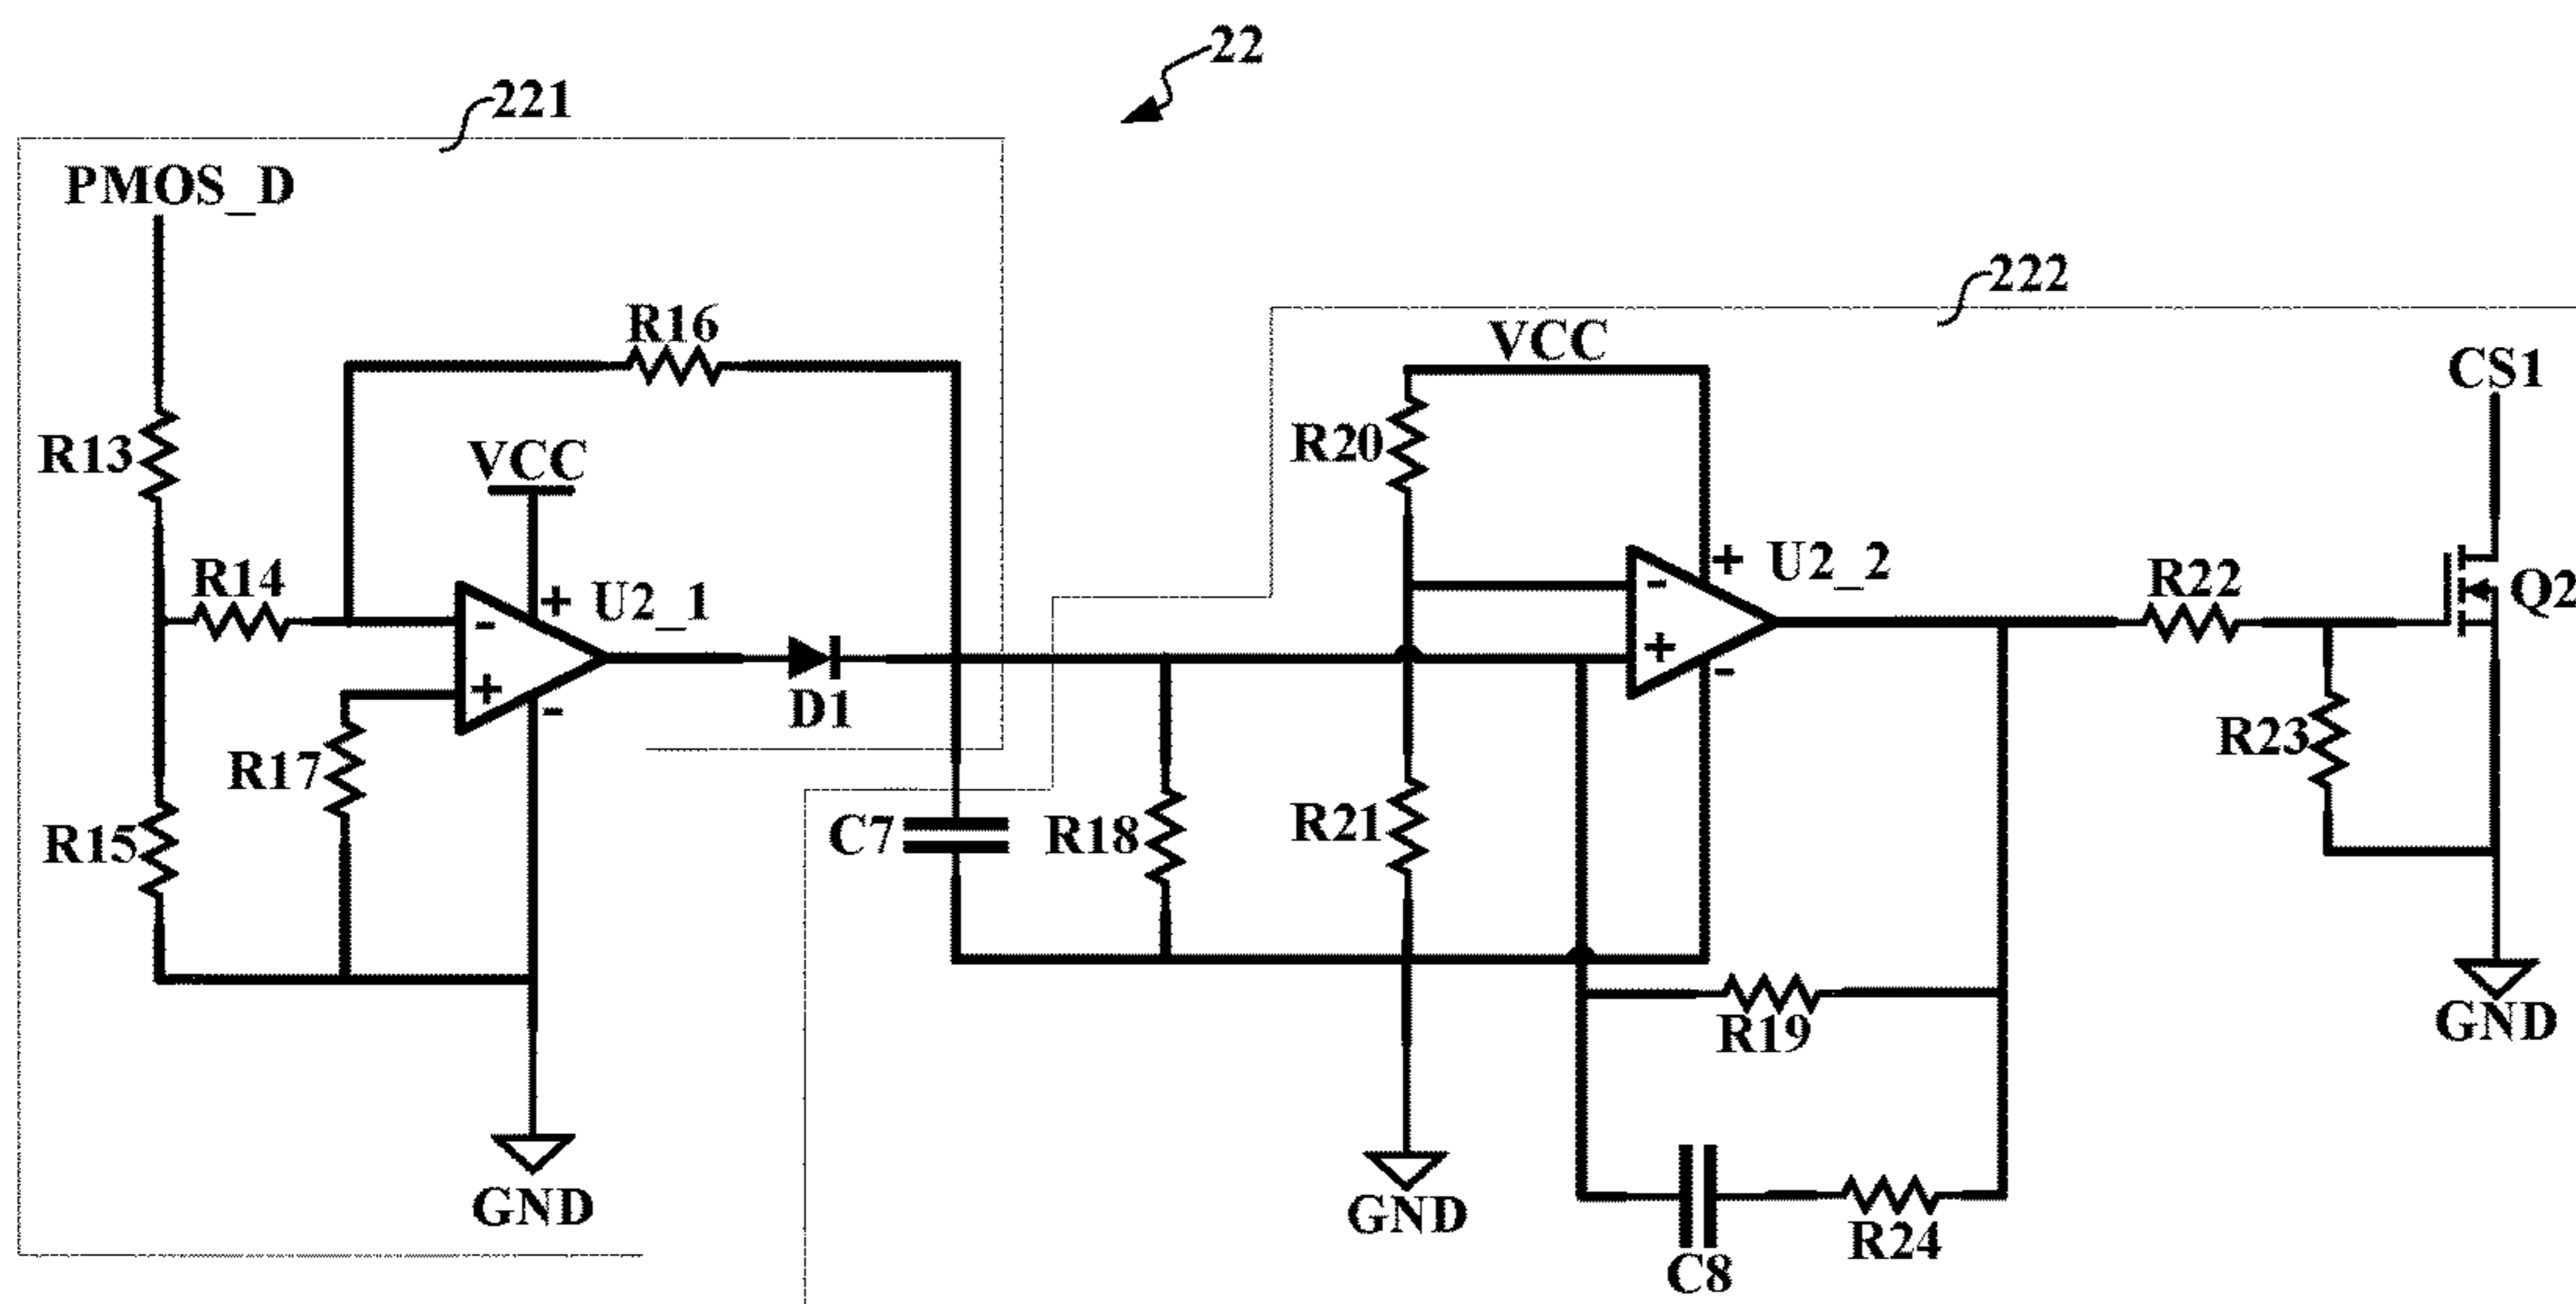 22
221
PMOS_D
222
R16
VCC
CS1
R20
R13
VCC
R14
U2_1
U2_2
R22
Q2
-
+
+
-
-
+
+
-
D1
R17
R15
C7
R18
R21
R23
R19
GND
GND
GND
R24
C8